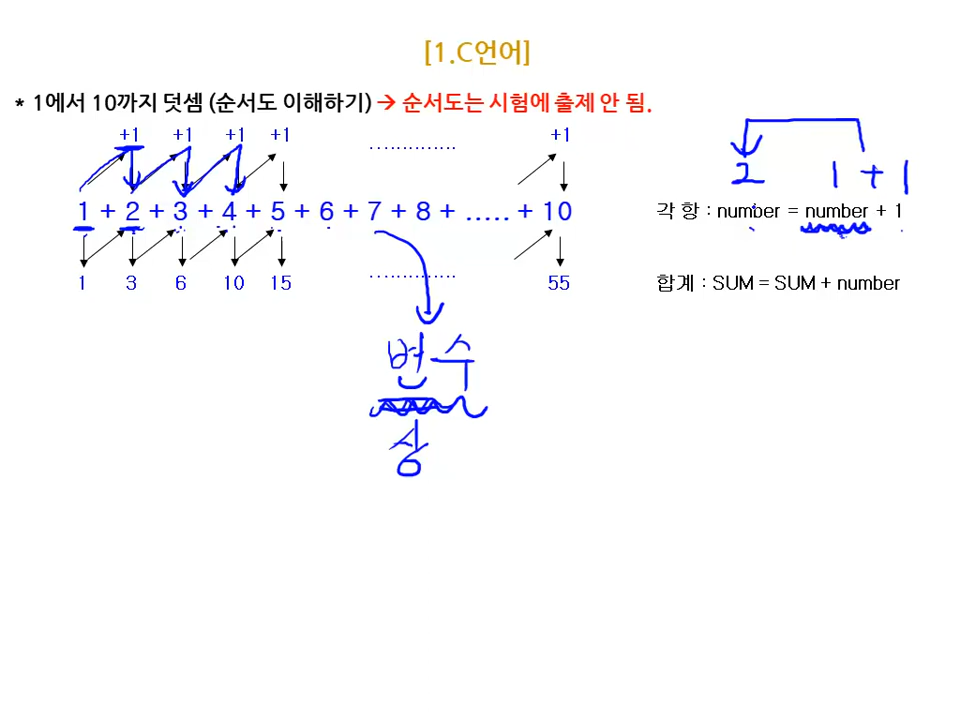 [1.C언어]
* 1에서 10까지 덧셈 (순서도 이해하기) → 순서도는 시험에 출제 안 됨.
+1 +1 +1 +1 .............. +1
2 1 + 1
1 + 2 + 3 + 4 + 5 + 6 + 7 + 8 + ..... + 10
각 항 : number = number + 1
1 3 6 10 15 .............. 55
합계 : SUM = SUM + number
변수
상